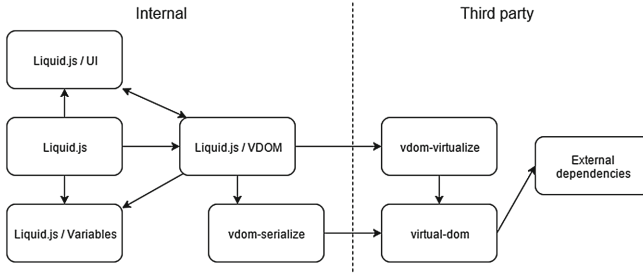 Internal
Third party
Liquid.js / UI
Liquid.js
Liquid.js / VDOM
vdom-virtualize
External
dependencies
Liquid.js / Variables
vdom-serialize
virtual-dom